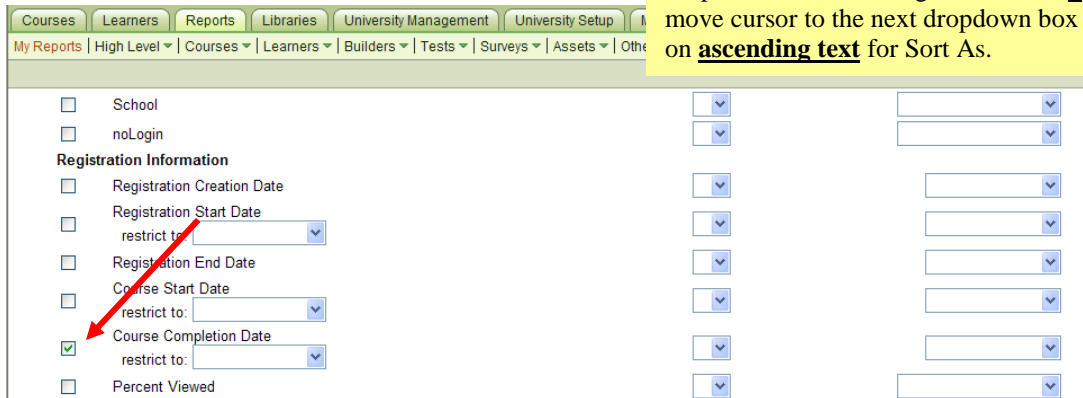 move cursor to the next dropdown box
on ascending text for Sort As.
Courses Learners Reports Libraries University Management University Setup
My Reports | High Level | Courses | Learners | Builders | Tests | Surveys | Assets |
School
noLogin
Registration Information
Registration Creation Date
Registration Start Date
restrict to:
Registration End Date
Course Start Date
restrict to:
Course Completion Date
restrict to:
Percent Viewed